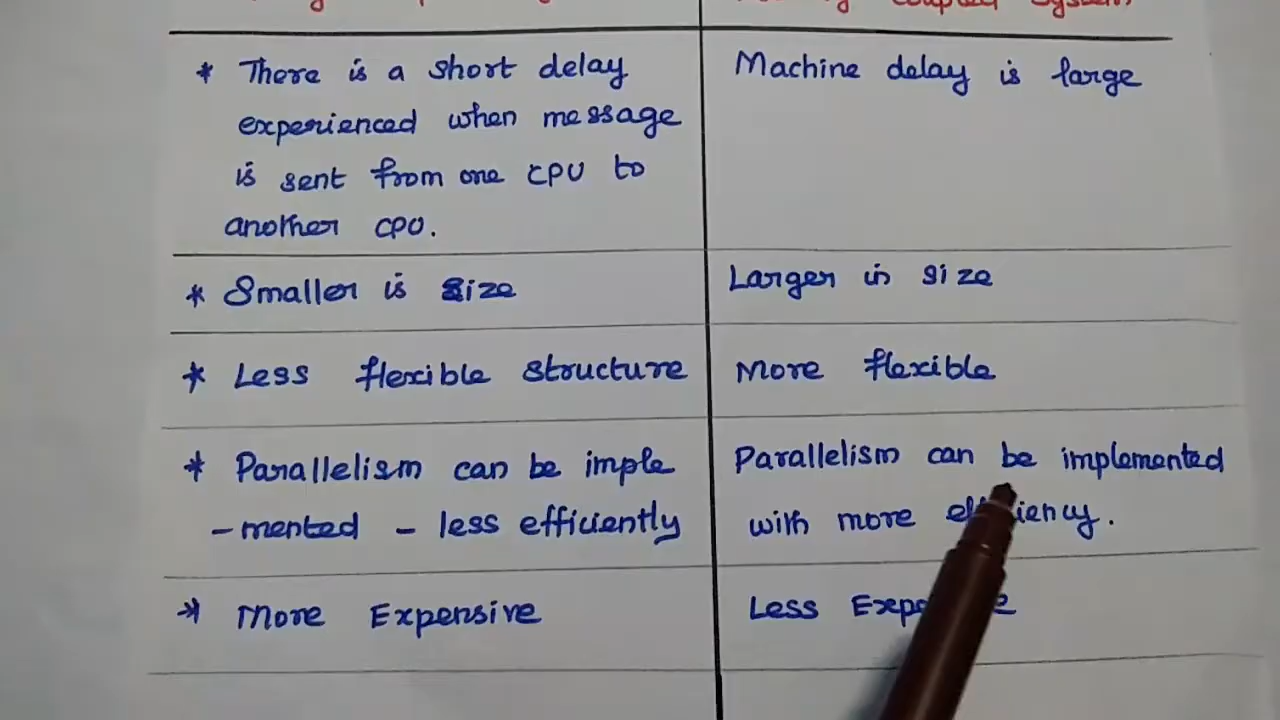 Coupled System
* There is a short delay
experienced when message
is sent from one CPU to
another CPU.
Machine delay is large
* Smaller is size
Larger in size
* Less flexible structure
More flexible
* Parallelism can be imple
-mented - less efficiently
Parallelism can be implemented
with more
* More Expensive
Less